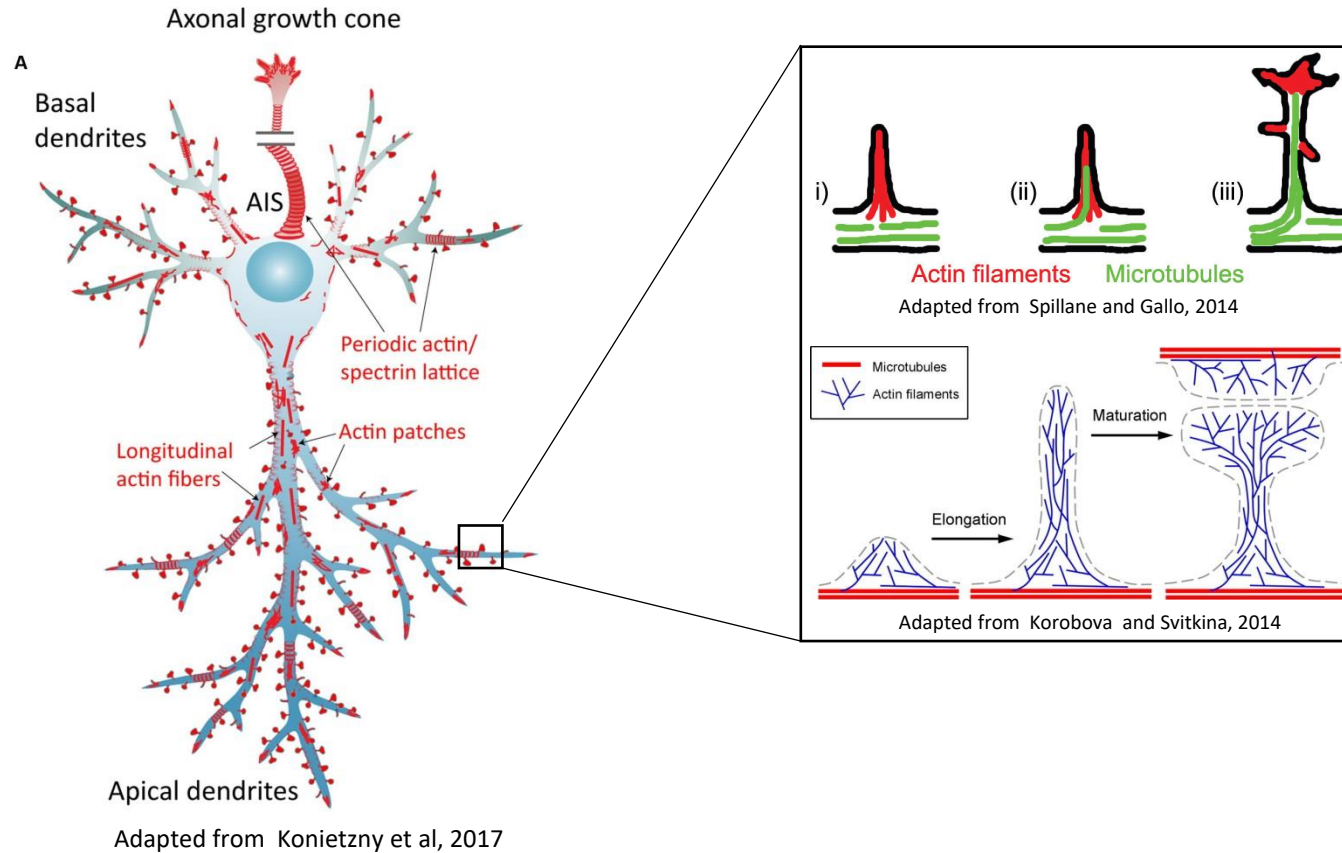 Axonal growth cone
A
Basal
dendrites
AIS
Periodic actin/
spectrin lattice
Actin patches
Longitudinal
actin fibers
Apical dendrites
Adapted from Konietzny et al, 2017
i)
(ii)
(iii)
Actin filaments
Microtubules
Adapted from Spillane and Gallo, 2014
Microtubules
Actin filaments
Elongation
Maturation
Adapted from Korobova and Svitkina, 2014